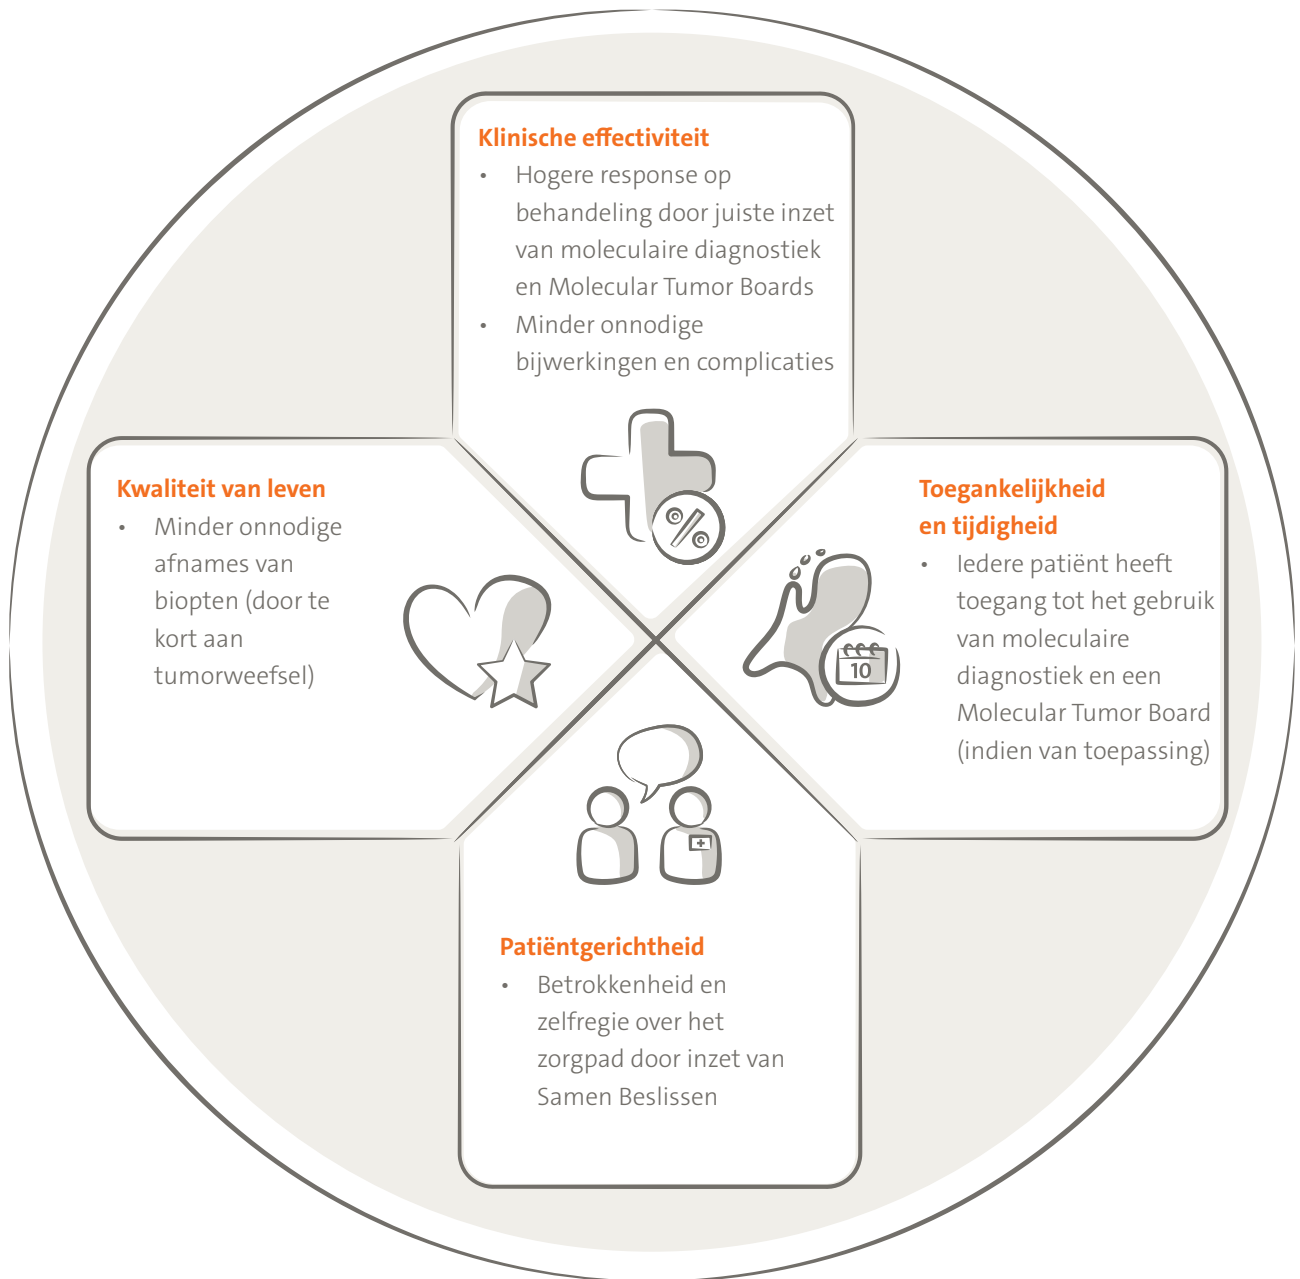 Klinische effectiviteit
• Hogere response op
behandeling door juiste inzet
van moleculaire diagnostiek
en Molecular Tumor Boards
• Minder onnodige
bijwerkingen en complicaties
Kwaliteit van leven
• Minder onnodige
afnames van
biopten (door te
kort aan
tumorweefsel)
Toegankelijkheid
en tijdigheid
• Iedere patiënt heeft
toegang tot het gebruik
van moleculaire
diagnostiek en een
Molecular Tumor Board
(indien van toepassing)
10
Patiëntgerichtheid
• Betrokkenheid en
zelfregie over het
zorgpad door inzet van
Samen Beslissen